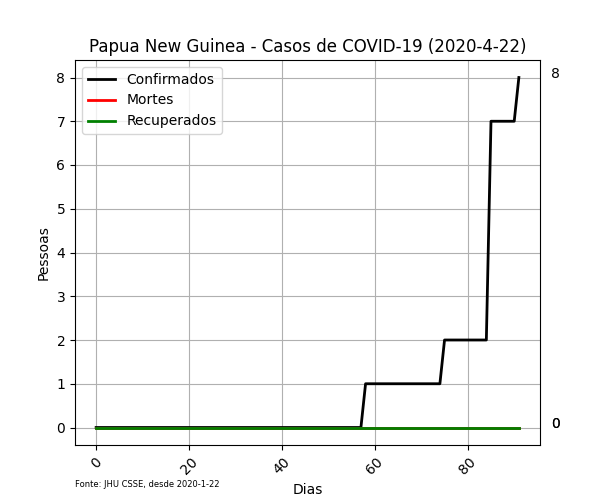 Papua New Guinea - Casos de COVID-19 (2020-4-22)
Confirmados
Mortes
Recuperados
8
7
6
5
4
3
2
1
0
Pessoas
8
0
0 20 40 60 80
Dias
Fonte: JHU CSSE, desde 2020-1-22